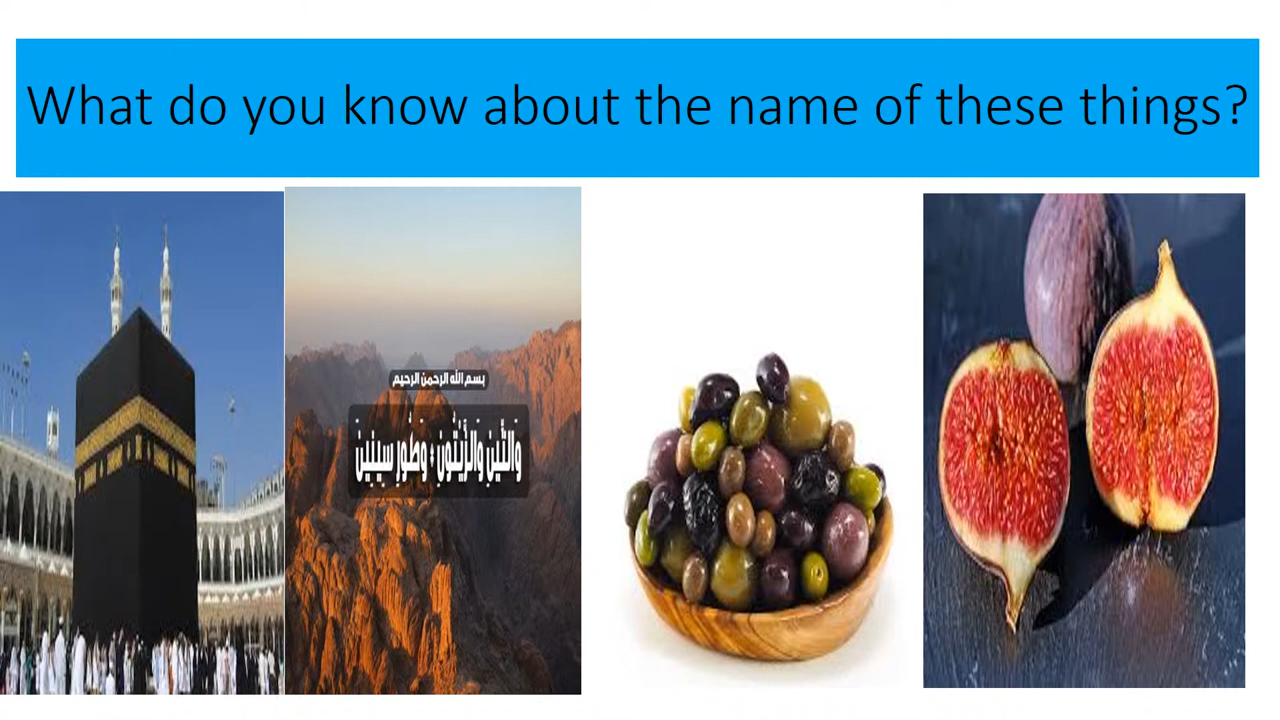 What do you know about the name of these things?
بسم الله الرحمن الرحيم
وَالتِّينِ وَالزَّيْتُونِ * وَطُورِ سِينِينَ